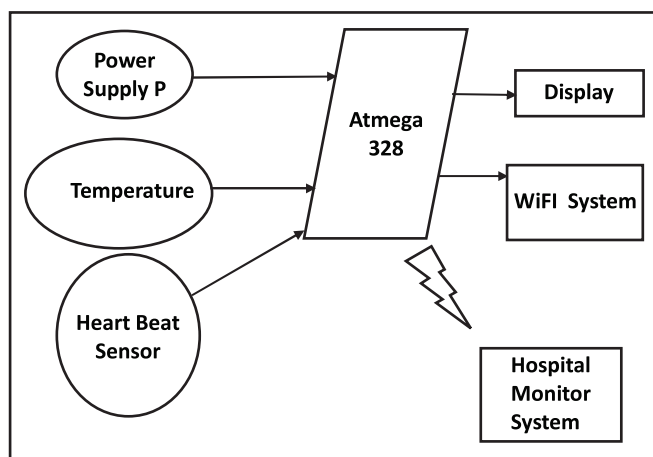 Power
Supply P
Temperature
Heart Beat
Sensor
Atmega
328
Display
WiFI System
Hospital
Monitor
System